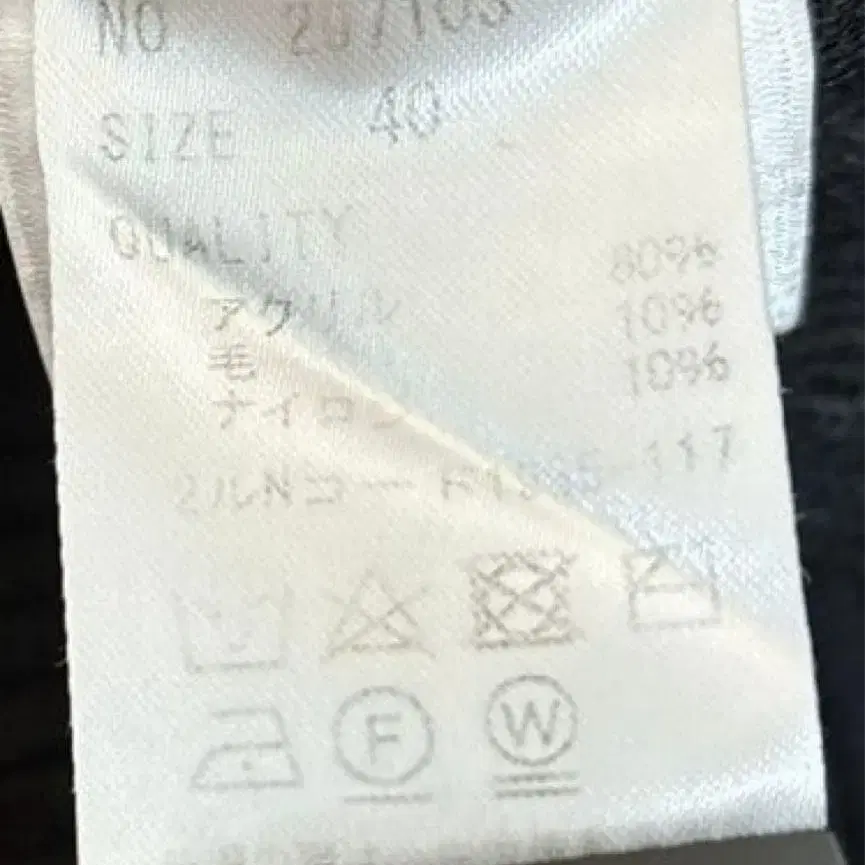 NO.
SIZE 40
QUALITY
アクリル 80%
毛 10%
ナイロン 10%
F
W